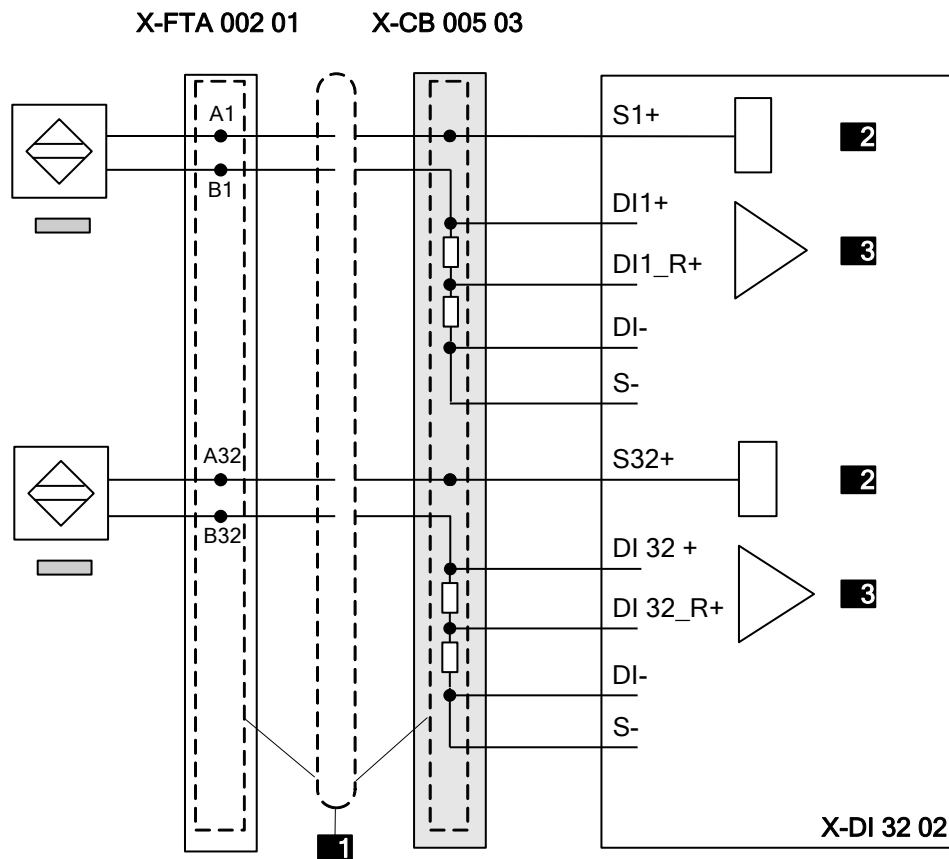 X-FTA 002 01
X-CB 005 03
A1
B1
S1+
2
DI1+
DI1_R+
3
DI-
S-
A32
B32
S32+
2
DI 32 +
DI 32_R+
3
DI-
S-
X-DI 32 02
1